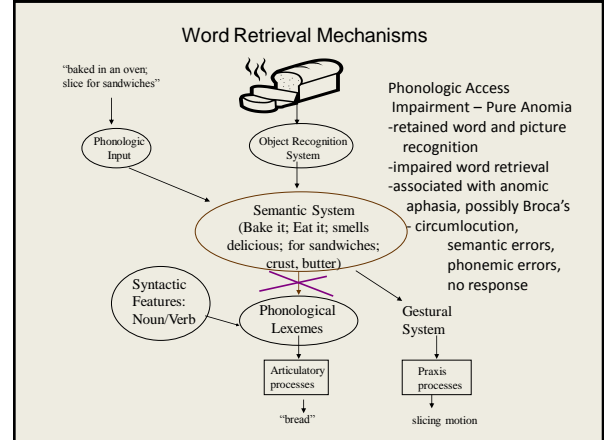 Word Retrieval Mechanisms
“baked in an oven;
slice for sandwiches”
Phonologic
Input
Object Recognition
System
Phonologic Access
Impairment – Pure Anomia
-retained word and picture
recognition
-impaired word retrieval
-associated with anomic
aphasia, possibly Broca’s
- circumlocution,
semantic errors,
phonemic errors,
no response
Semantic System
(Bake it; Eat it; smells
delicious; for sandwiches;
crust, butter)
Syntactic
Features:
Noun/Verb
Phonological
Lexemes
Gestural
System
Articulatory
processes
Praxis
processes
“bread”
slicing motion